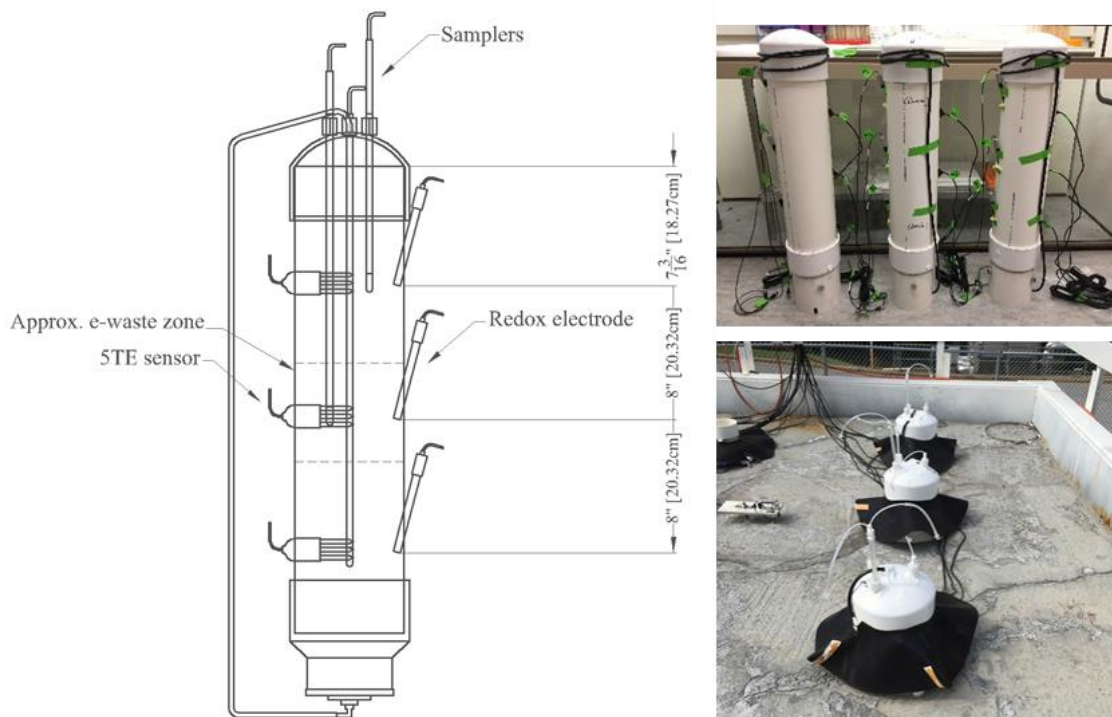 Samplers
7 3/16" [18.27cm]
Approx. e-waste zone
Redox electrode
5TE sensor
8" [20.32cm]
8" [20.32cm]